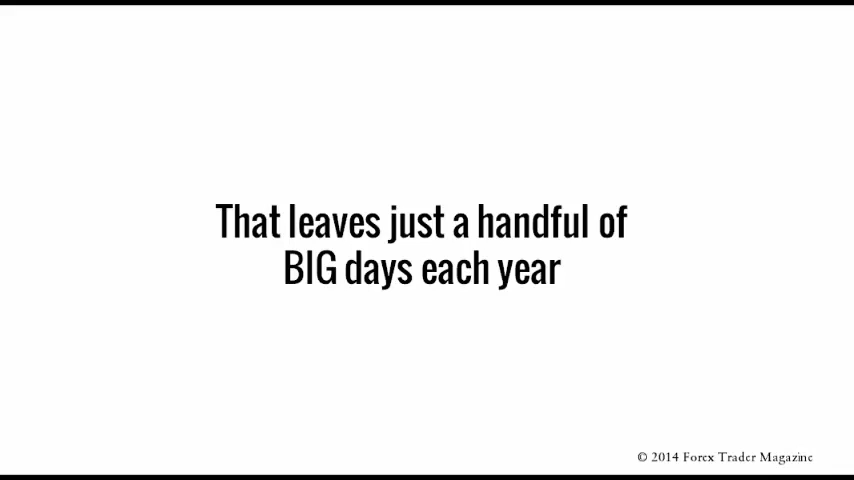 That leaves just a handful of
BIG days each year
© 2014 Forex Trader Magazine